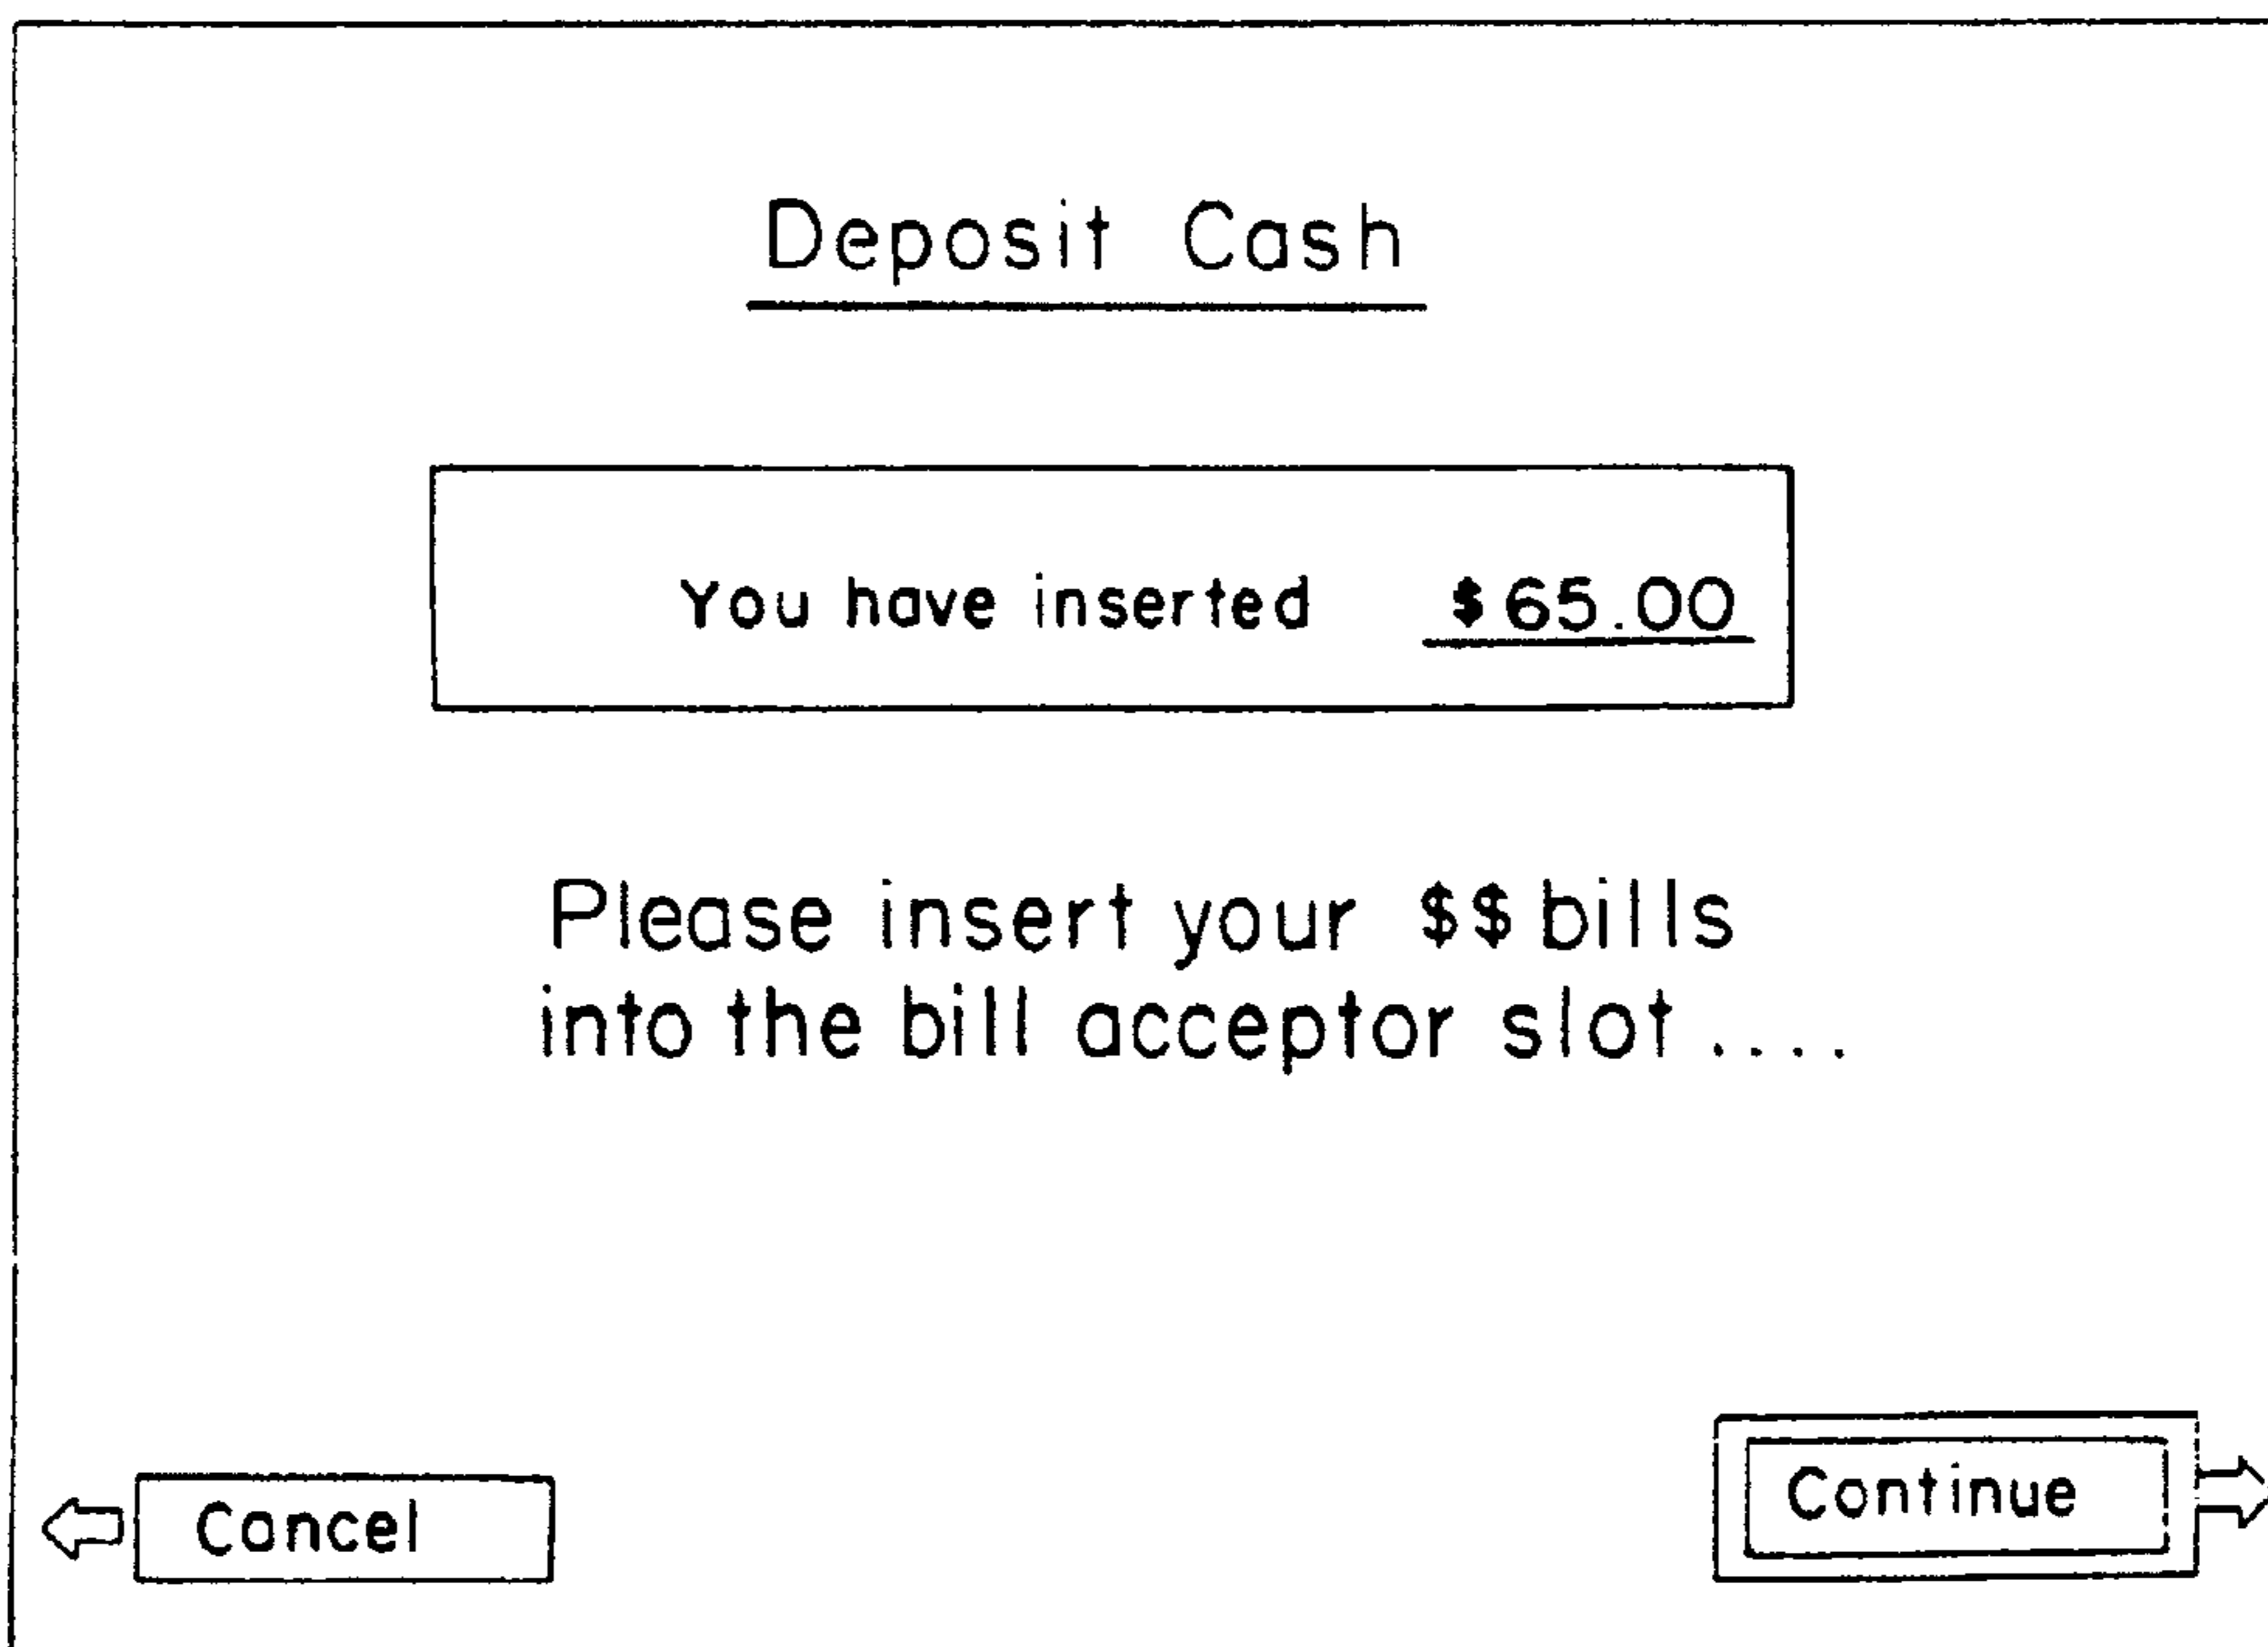 Deposit Cash
You have inserted $65.00
Please insert your $$ bills
into the bill acceptor slot....
Cancel
Continue